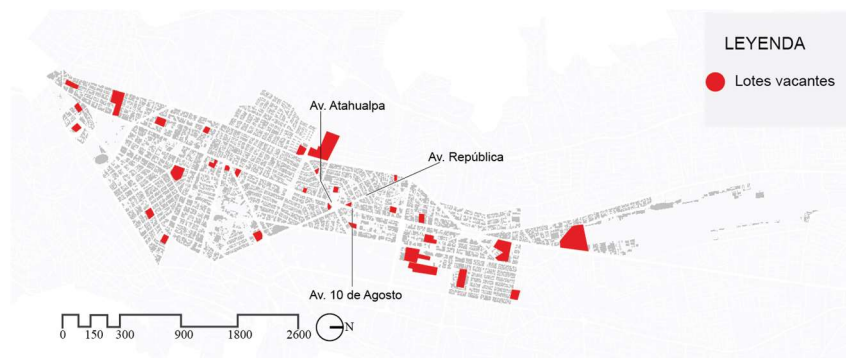 LEYENDA
Lotes vacantes
Av. Atahualpa
Av. República
Av. 10 de Agosto
0 150 300 900 1800 2600
N